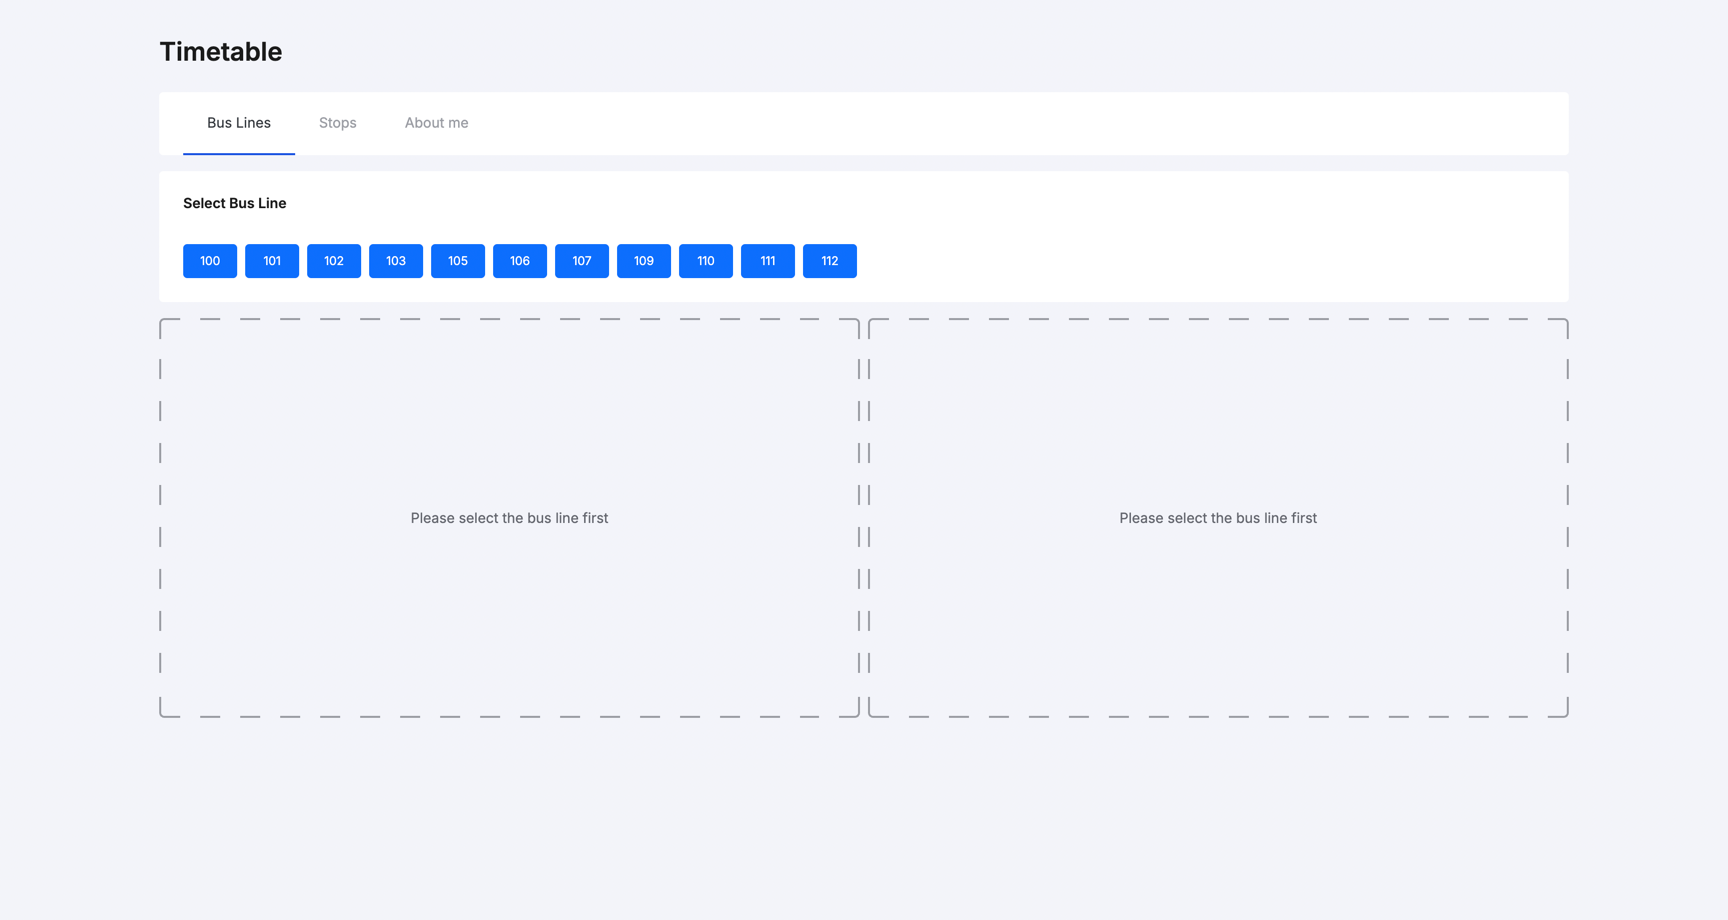 Timetable
Bus Lines Stops About me
Select Bus Line
100 101 102 103 105 106 107 109 110 111 112
Please select the bus line first Please select the bus line first